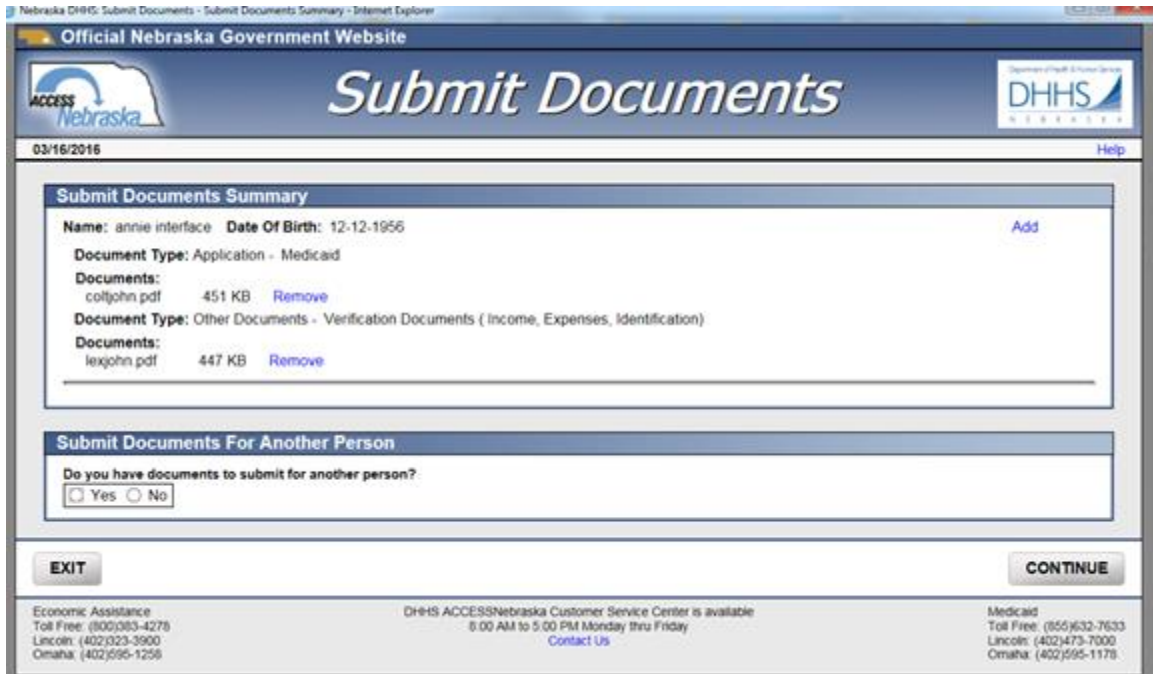 Nebraska DHHS: Submit Documents - Submit Documents Summary - Internet Explorer
Official Nebraska Government Website
ACCESS
Nebraska
Submit Documents
Department of Health & Human Services
DHHS
NEBRASKA
03/16/2016
Help
Submit Documents Summary
Name: annie interface Date Of Birth: 12-12-1956
Add
Document Type: Application - Medicaid
Documents:
coltjohn.pdf 451 KB Remove
Document Type: Other Documents - Verification Documents ( Income, Expenses, Identification)
Documents:
lexjohn.pdf 447 KB Remove
Submit Documents For Another Person
Do you have documents to submit for another person?
Yes No
EXIT
CONTINUE
Economic Assistance
Toll Free: (800)383-4278
Lincoln: (402)323-3900
Omaha: (402)595-1258
DHHS ACCESSNebraska Customer Service Center is available
8:00 AM to 5:00 PM Monday thru Friday
Contact Us
Medicaid
Toll Free: (855)632-7633
Lincoln: (402)473-7000
Omaha: (402)595-1178